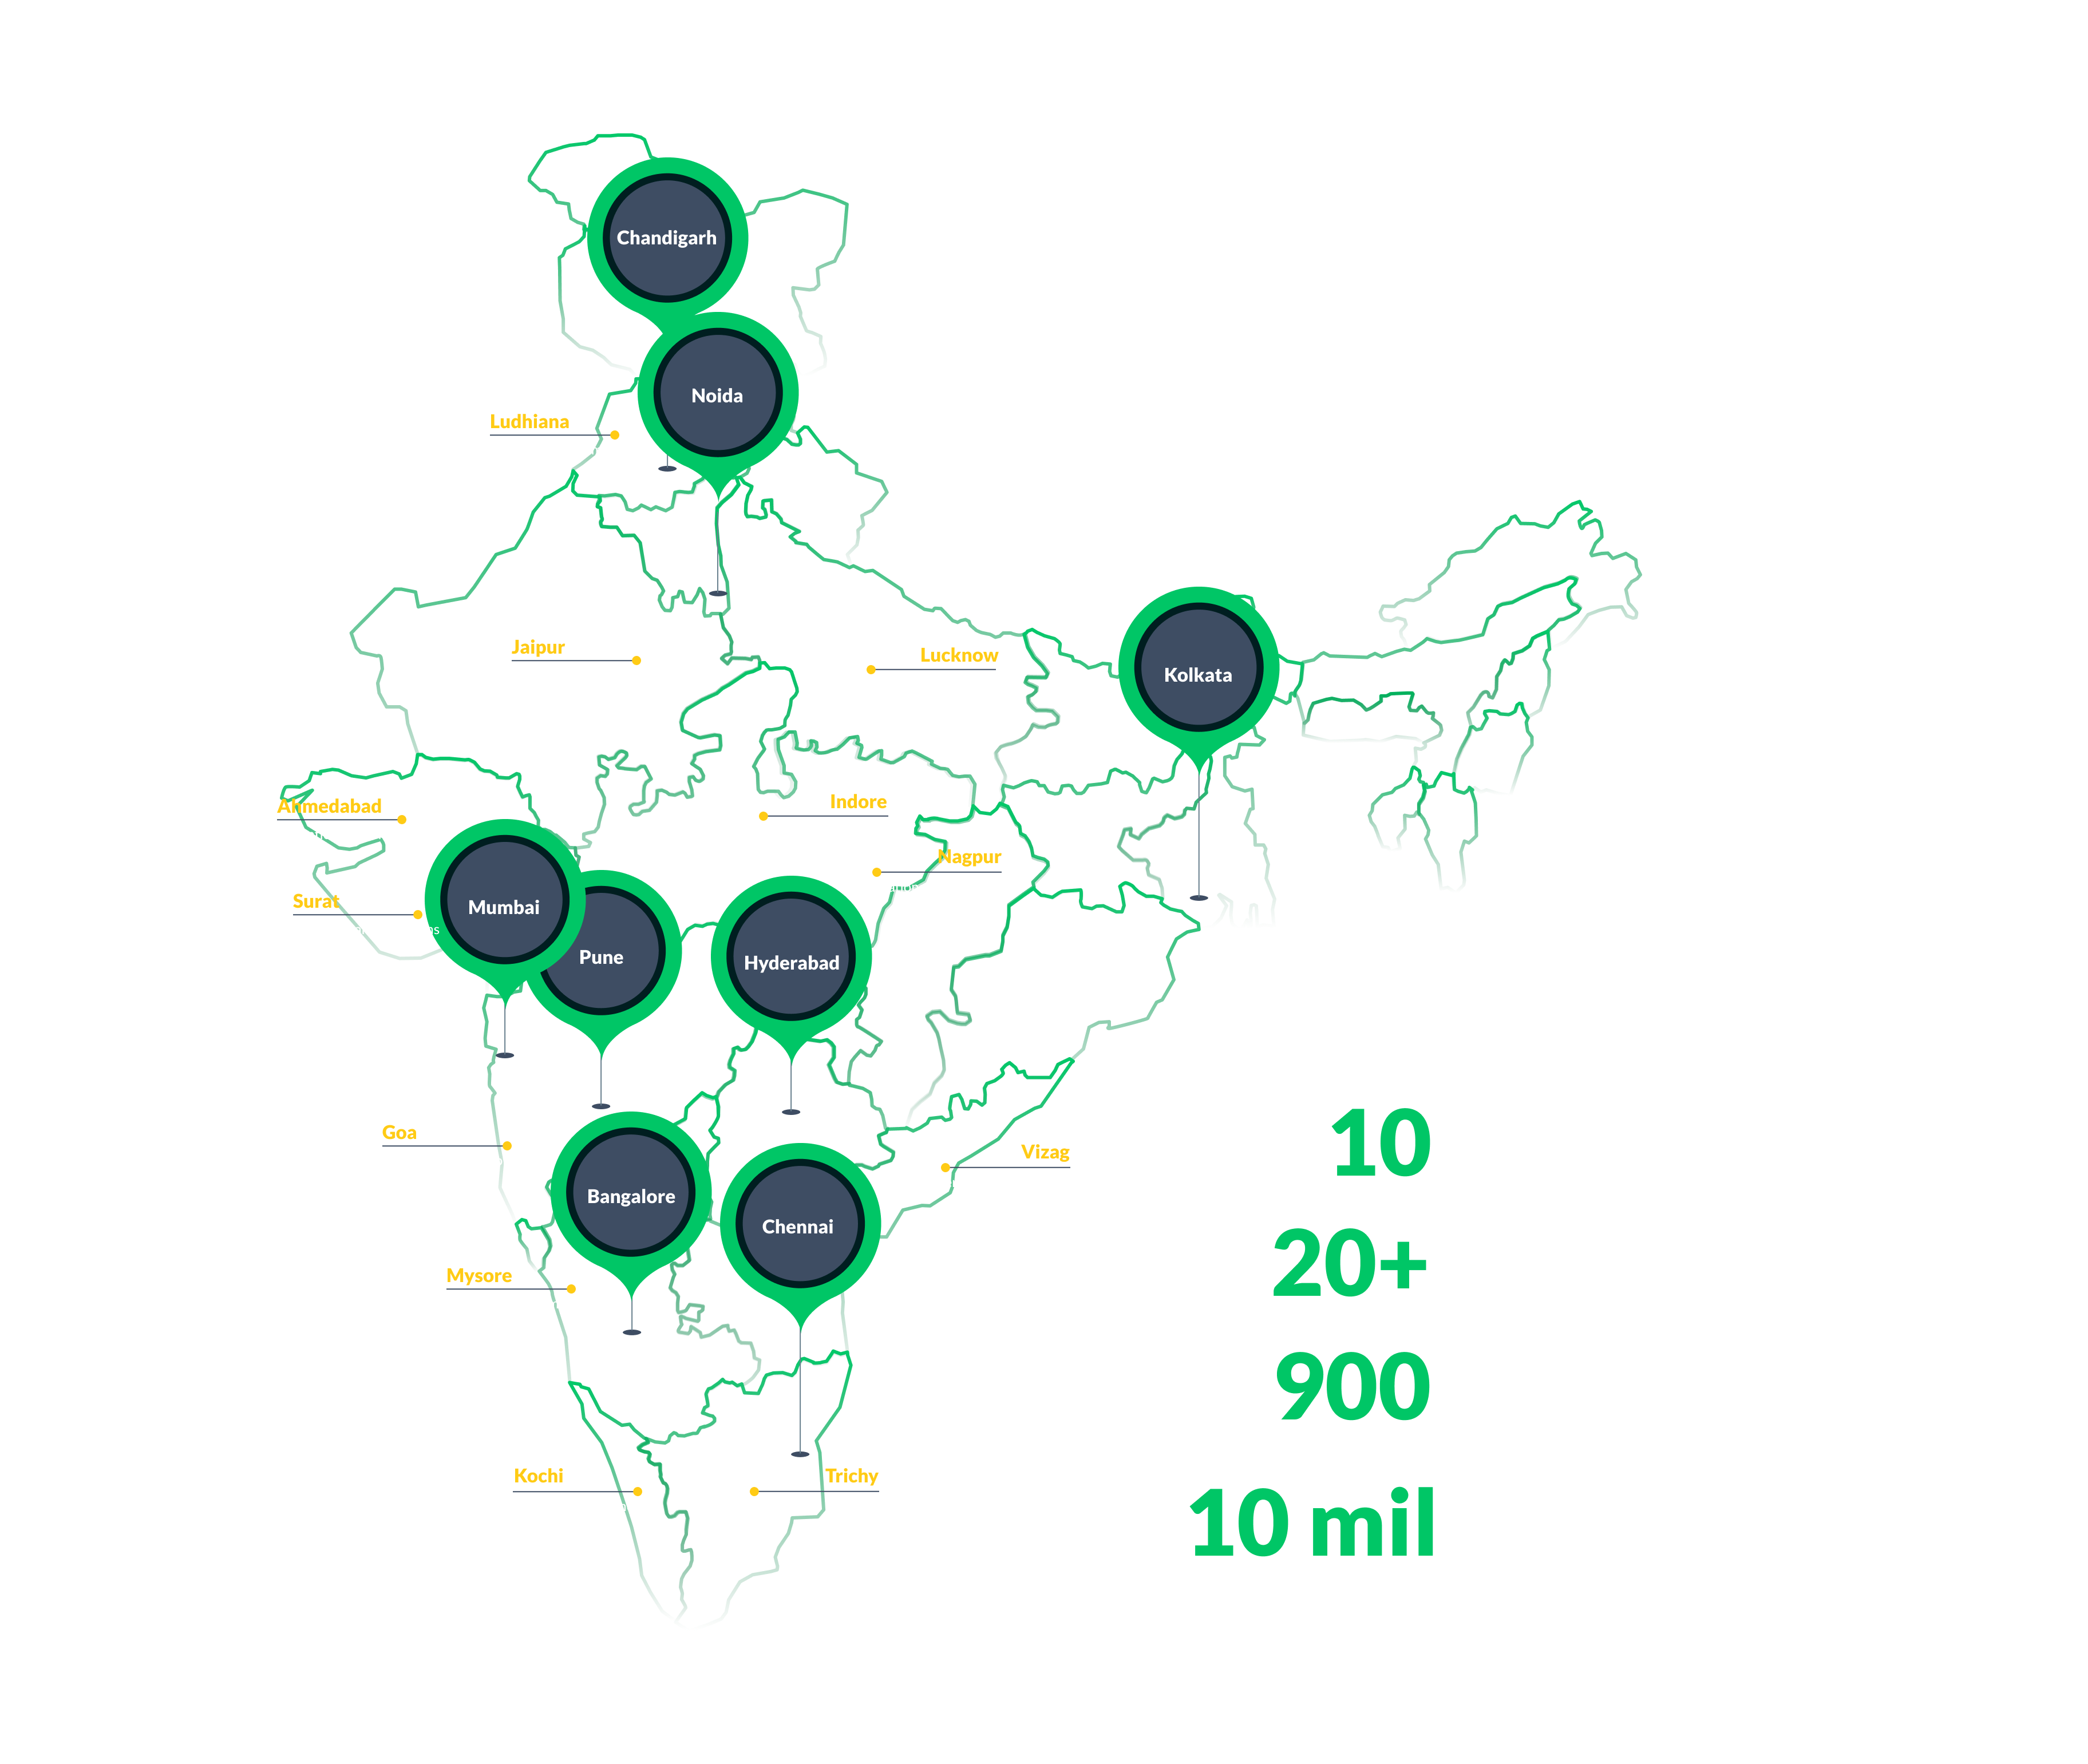 Chandigarh
Noida
Ludhiana
Jaipur
Lucknow
Kolkata
Ahmedabad
Indore
Nagpur
Surat
Mumbai
Pune
Hyderabad
Goa
Vizag
Bangalore
Chennai
Mysore
Kochi
Trichy
10
20+
900
10 mil